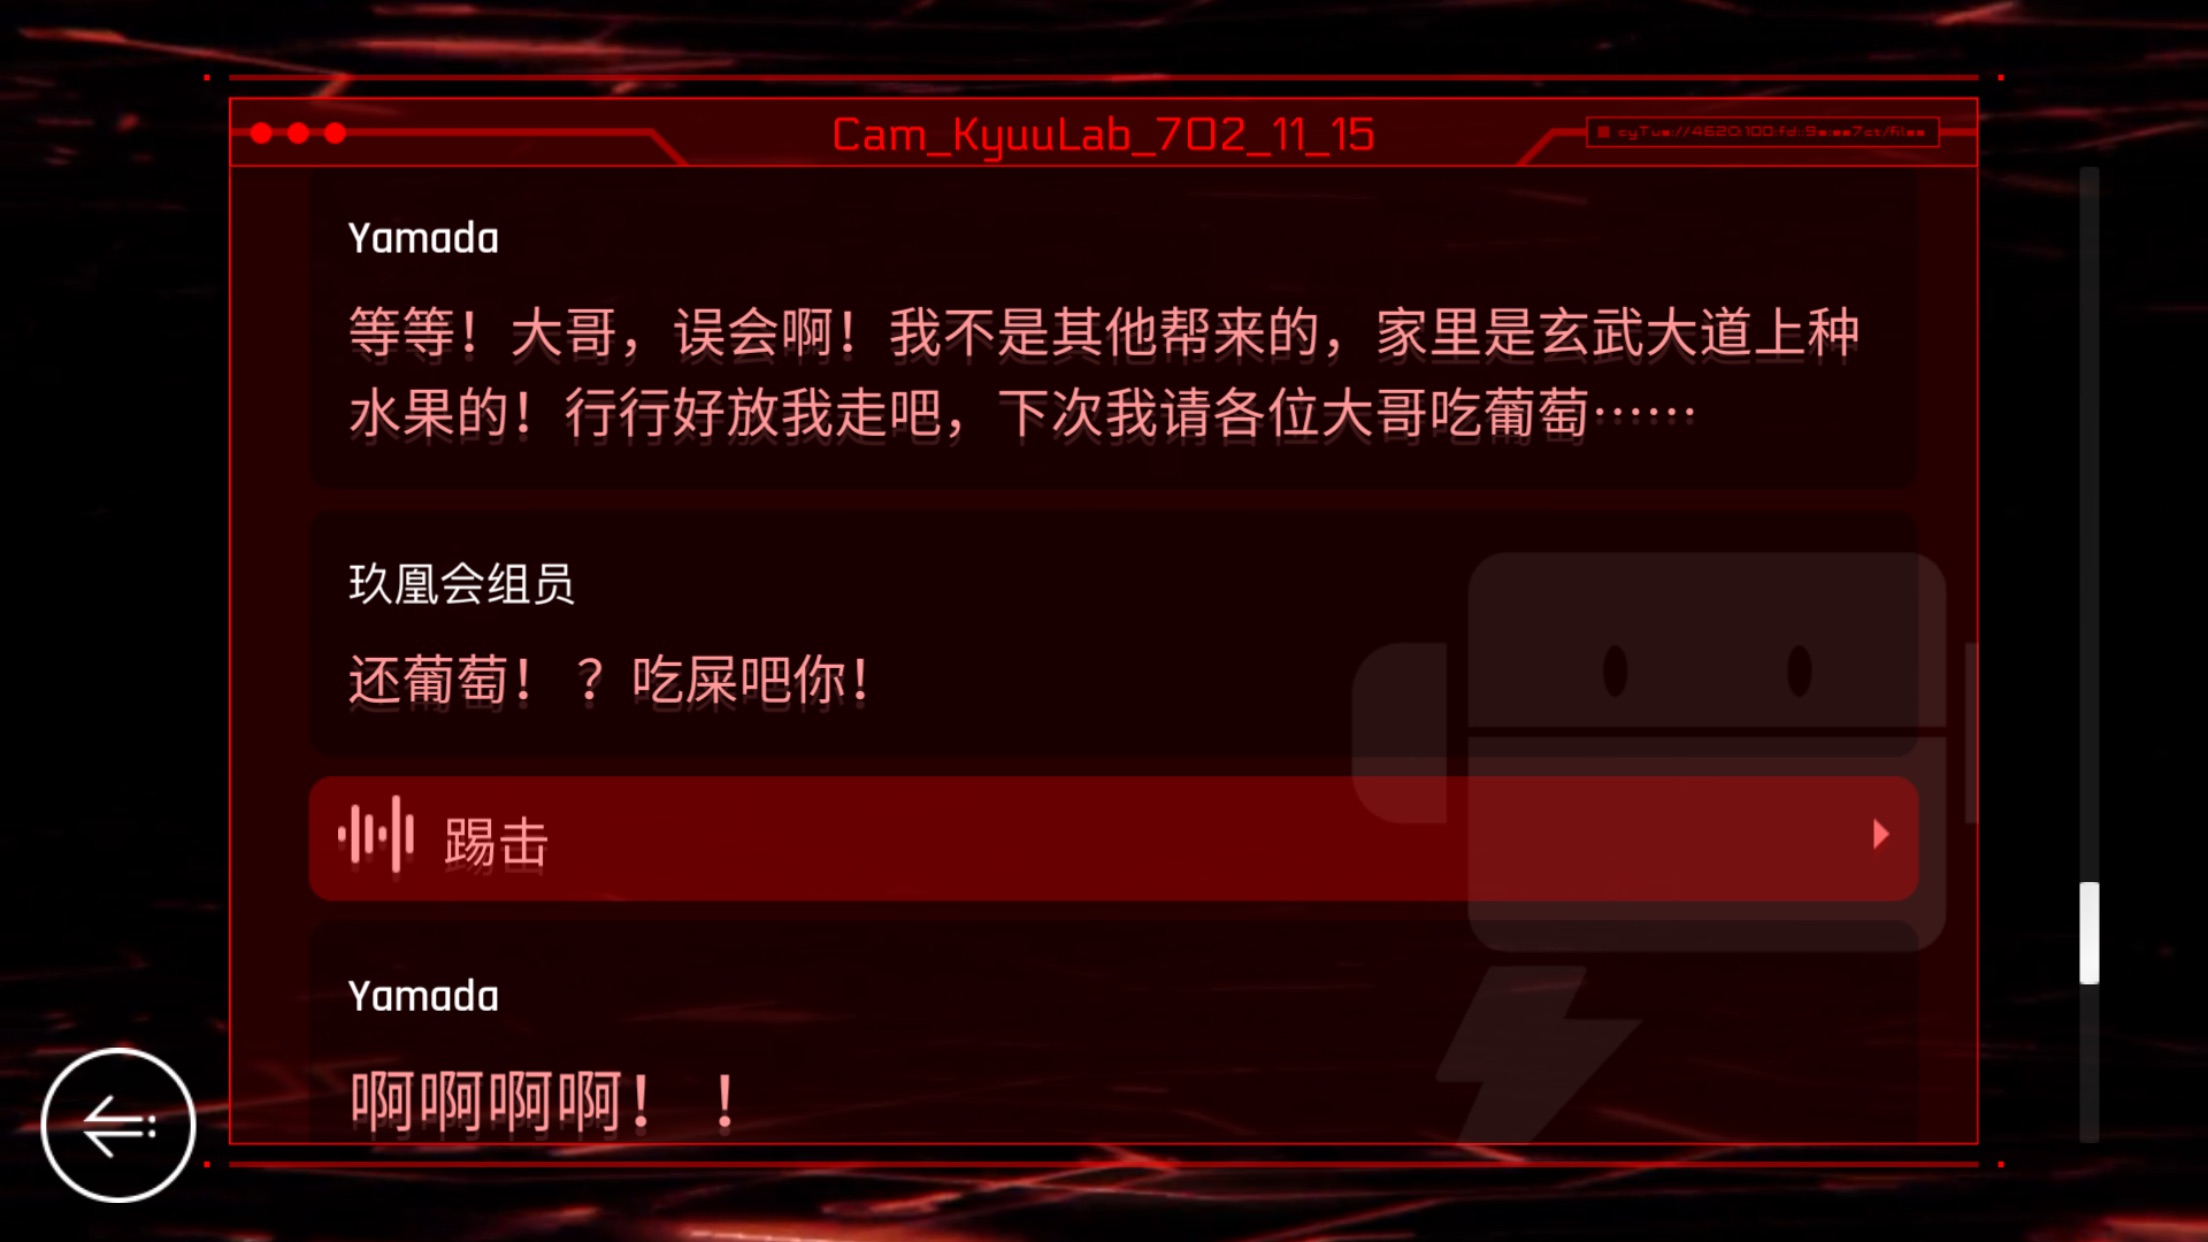 Cam_KyuuLab_702_11_15
Yamada
等等！大哥，误会啊！我不是其他帮来的，家里是玄武大道上种
水果的！行行好放我走吧，下次我请各位大哥吃葡萄……
玖凰会组员
还葡萄！？吃屎吧你！
踢击
Yamada
啊啊啊啊！！